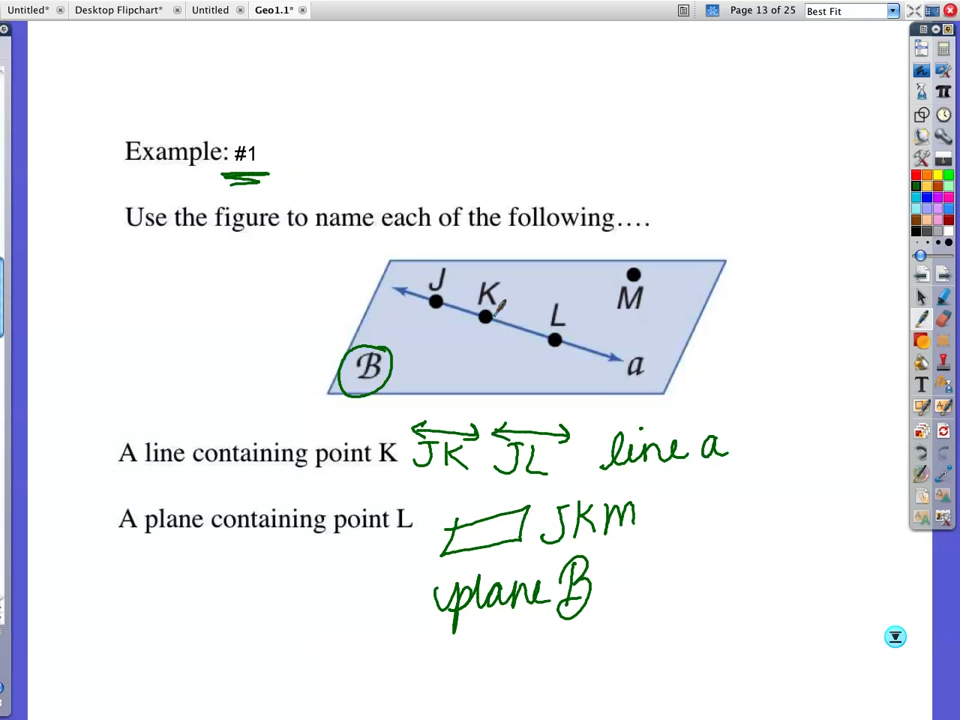 Untitled* Desktop Flipchart* Untitled Geo1.1* Page 13 of 25 Best Fit
Example: #1
Use the figure to name each of the following....
J
K
L
M
B
a
A line containing point K JK JL line a
A plane containing point L JKM
plane B